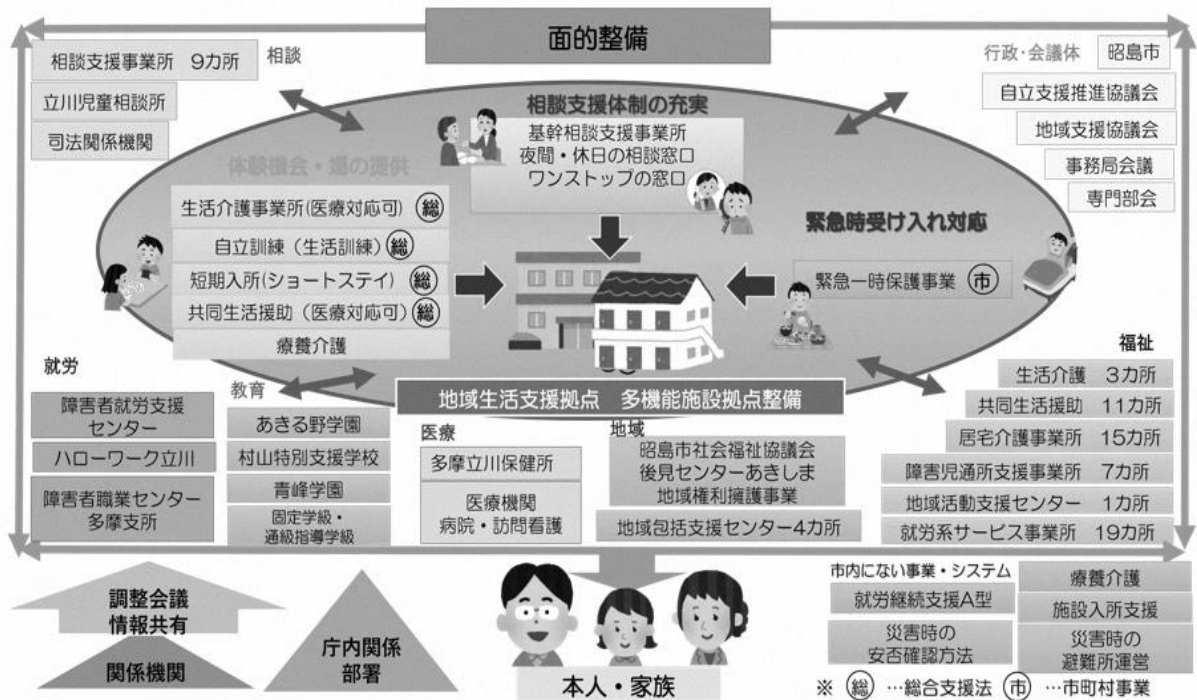 面的整備
相談支援事業所 9カ所
相談
立川児童相談所
司法関係機関
行政・会議体
昭島市
自立支援推進協議会
地域支援協議会
事務局会議
専門部会
相談支援体制の充実
基幹相談支援事業所
夜間・休日の相談窓口
ワンストップの窓口
体験機会・場の提供
生活介護事業所(医療対応可) 総
自立訓練（生活訓練） 総
短期入所(ショートステイ) 総
共同生活援助（医療対応可) 総
療養介護
緊急時受け入れ対応
緊急一時保護事業 市
地域生活支援拠点 多機能施設拠点整備
就労
障害者就労支援
センター
ハローワーク立川
障害者職業センター
多摩支所
教育
あきる野学園
村山特別支援学校
青峰学園
固定学級・
通級指導学級
医療
多摩立川保健所
医療機関
病院・訪問看護
地域
昭島市社会福祉協議会
後見センターあきしま
地域権利擁護事業
地域包括支援センター4カ所
福祉
生活介護 3カ所
共同生活援助 11カ所
居宅介護事業所 15カ所
障害児通所支援事業所 7カ所
地域活動支援センター 1カ所
就労系サービス事業所 19カ所
調整会議
情報共有
関係機関
庁内関係
部署
本人・家族
市内にない事業・システム
就労継続支援A型
災害時の
安否確認方法
療養介護
施設入所支援
災害時の
避難所運営
※ 総 …総合支援法 市 …市町村事業